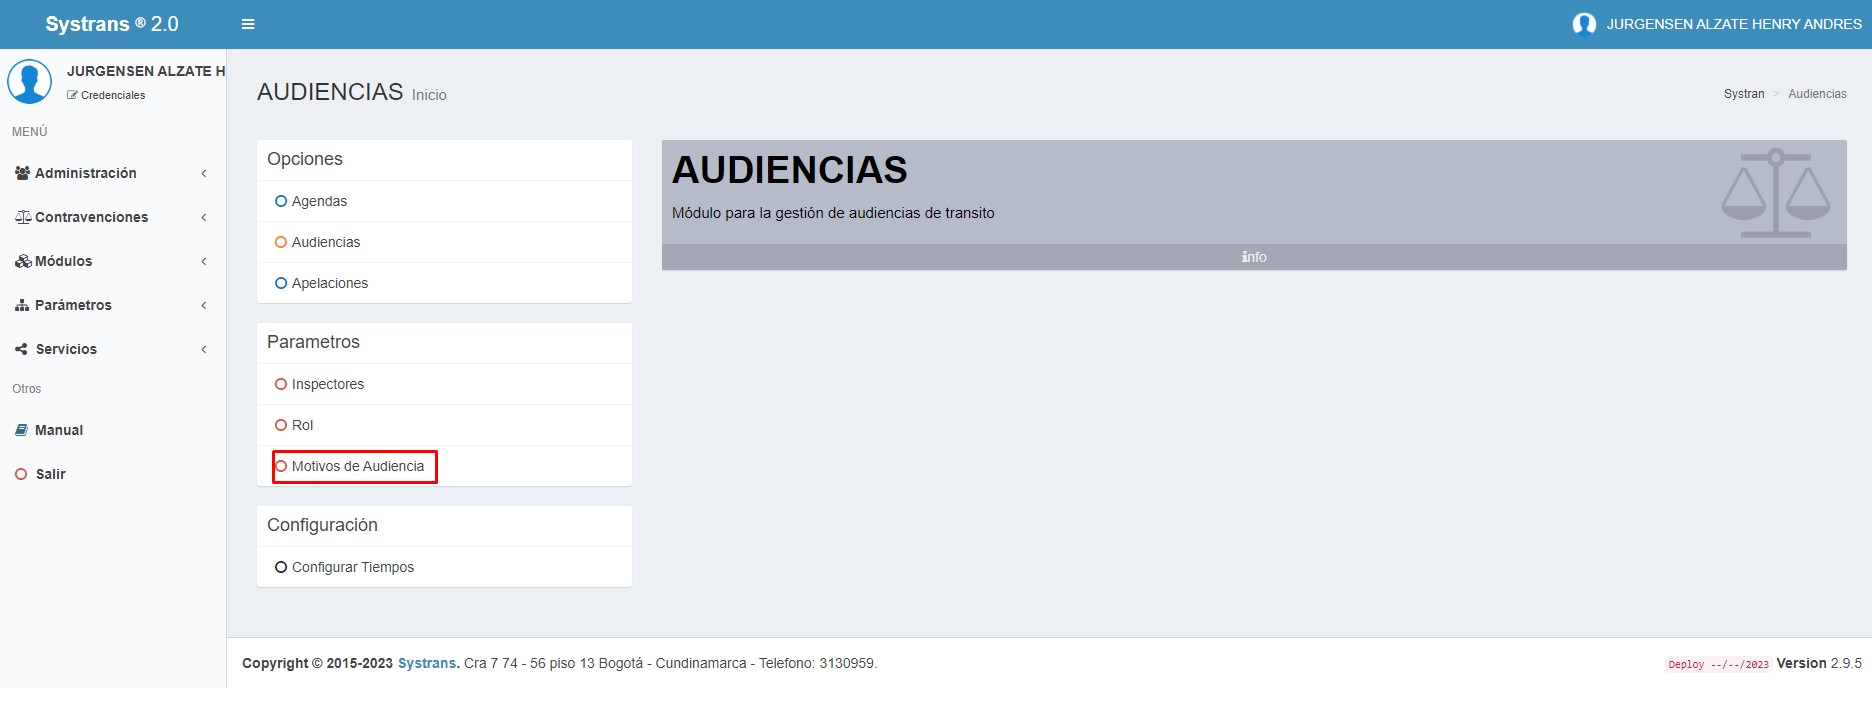 Systrans ® 2.0
JURGENSEN ALZATE HENRY ANDRES
JURGENSEN ALZATE H
Credenciales
MENÚ
Administración
Contravenciones
Módulos
Parámetros
Servicios
Otros
Manual
Salir
AUDIENCIAS Inicio
Systran > Audiencias
Opciones
Agendas
Audiencias
Apelaciones
Parametros
Inspectores
Rol
Motivos de Audiencia
Configuración
Configurar Tiempos
AUDIENCIAS
Módulo para la gestión de audiencias de transito
info
Copyright © 2015-2023 Systrans. Cra 7 74 - 56 piso 13 Bogotá - Cundinamarca - Telefono: 3130959.
Deploy --/--/2023 Version 2.9.5